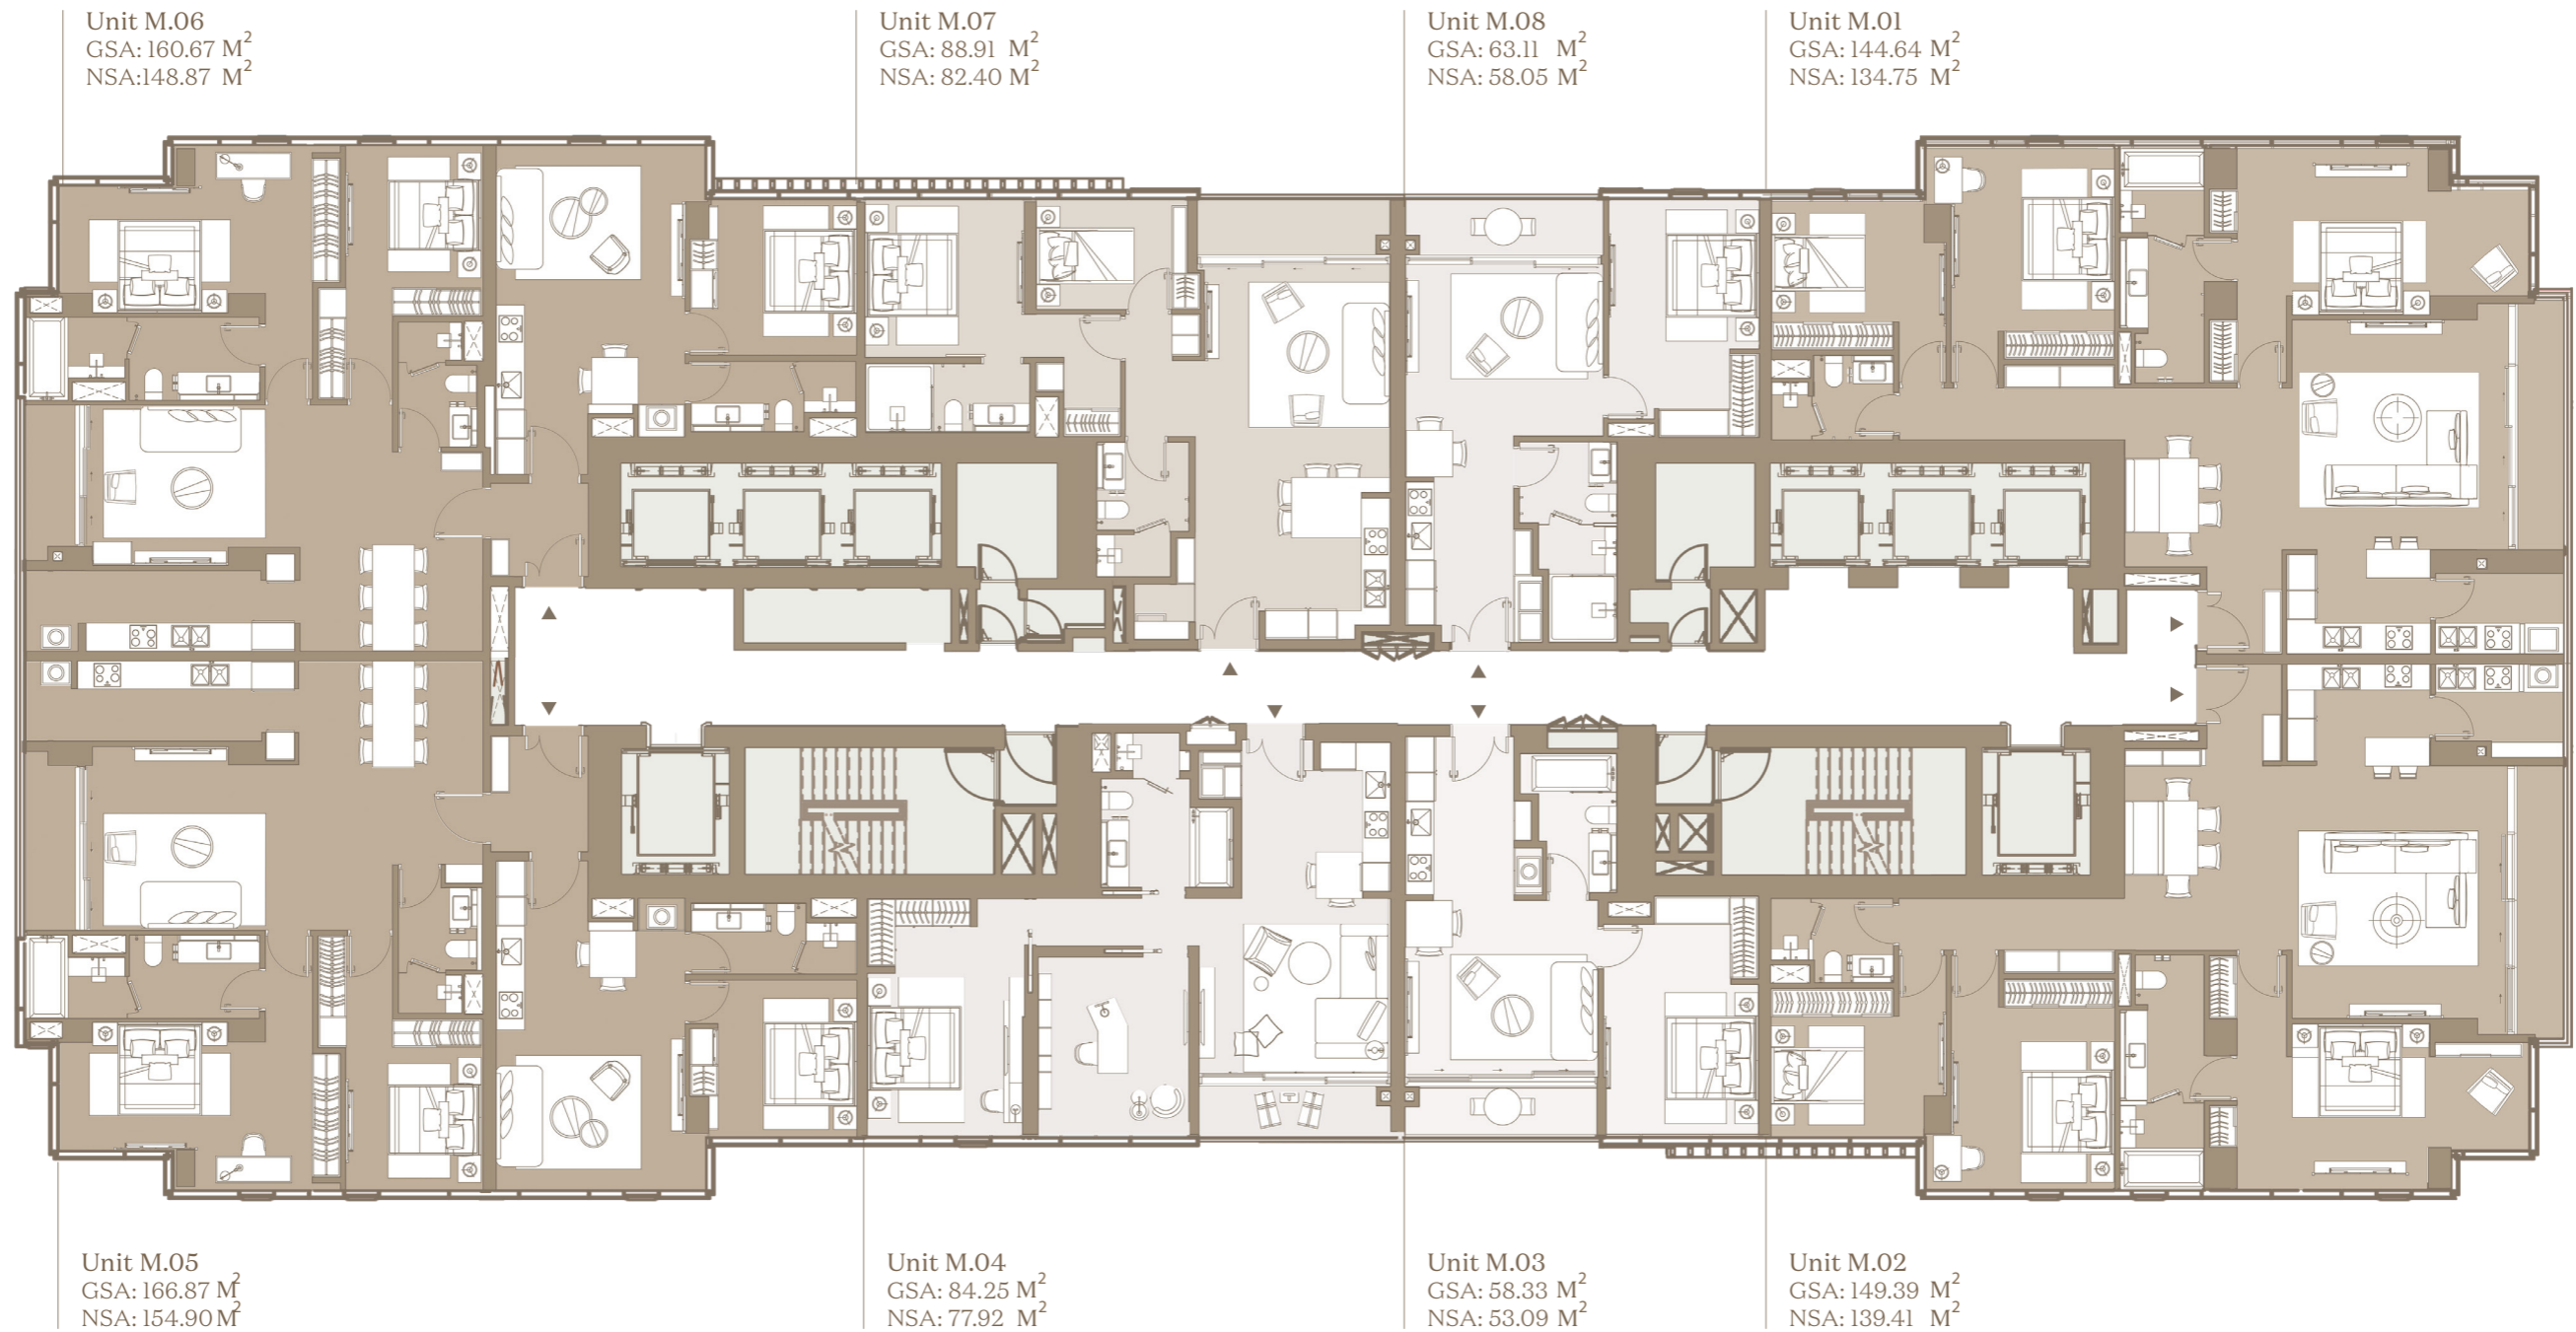 Unit M.06
GSA: 160.67 M²
NSA:148.87 M²
Unit M.07
GSA: 88.91 M²
NSA: 82.40 M²
Unit M.08
GSA: 63.11 M²
NSA: 58.05 M²
Unit M.01
GSA: 144.64 M²
NSA: 134.75 M²
Unit M.05
GSA: 166.87 M²
NSA: 154.90 M²
Unit M.04
GSA: 84.25 M²
NSA: 77.92 M²
Unit M.03
GSA: 58.33 M²
NSA: 53.09 M²
Unit M.02
GSA: 149.39 M²
NSA: 139.41 M²